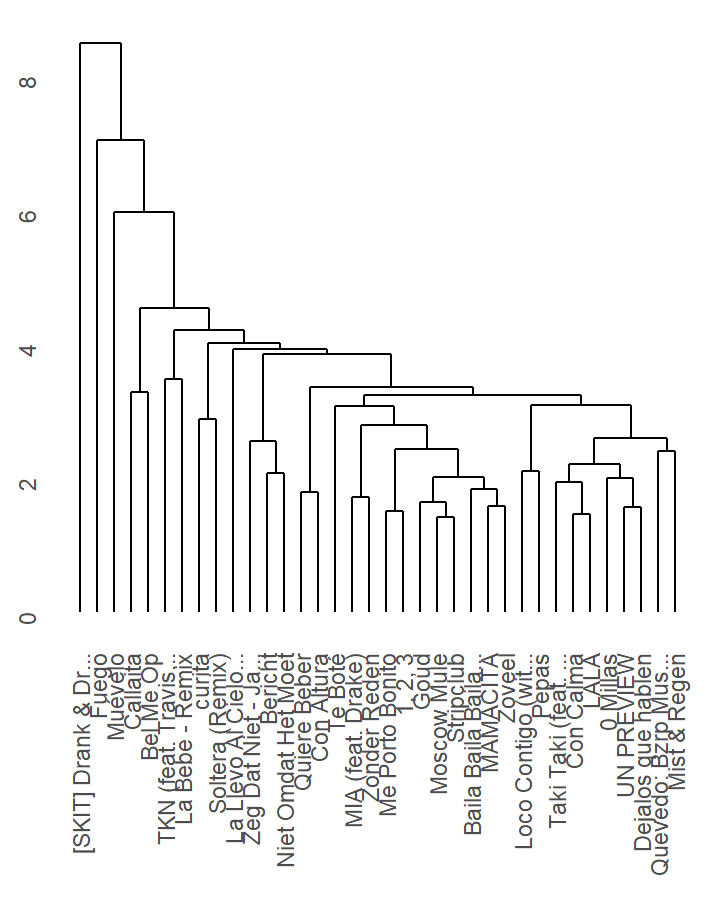 8
6
4
2
0
[SKIT] Drank & Dr...
Fuego
Muévelo
Callaita
Bel Me Op
TKN (feat. Travis...
La Bebe - Remix
curita
Soltera (Remix)
La Llevo Al Cielo...
Zeg Dat Niet - Ja...
Bericht
Niet Omdat Het Moet
Quiere Beber
Con Altura
Te Boté
MIA (feat. Drake)
Zonder Reden
Me Porto Bonito
1, 2, 3
Goud
Moscow Mule
Stripclub
Baila Baila Baila ...
MAMACITA
Zoveel
Loco Contigo (wit...
Pepas
Taki Taki (feat. ...
Con Calma
LALA
0 Millas
UN PREVIEW
Dejalos que hablen
Quevedo: Bzrp Mus...
Mist & Regen